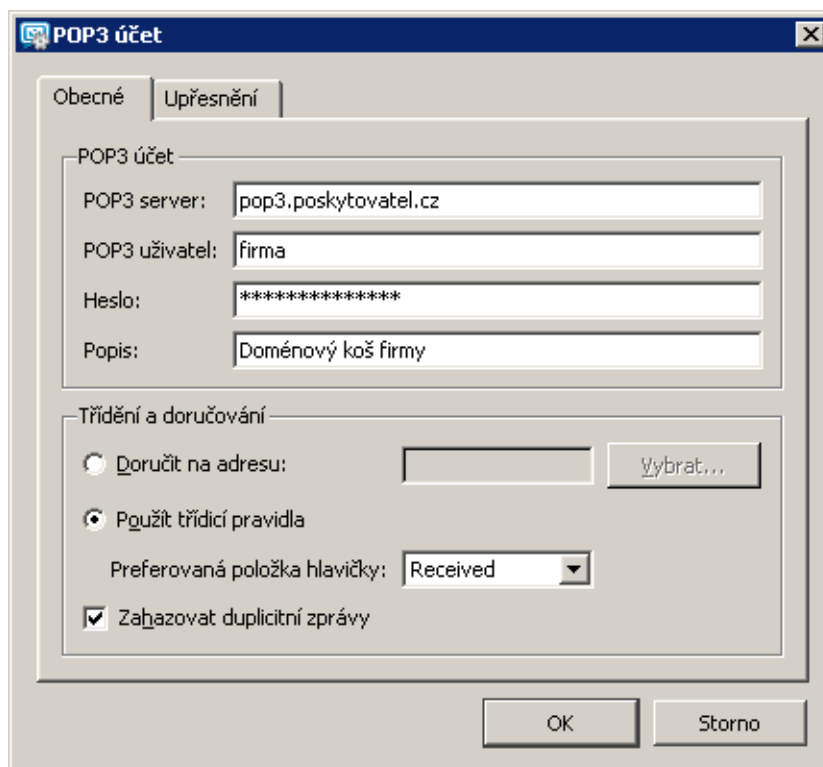 POP3 účet
Obecné Upřesnění
POP3 účet
POP3 server: pop3.poskytovatel.cz
POP3 uživatel: firma
Heslo: **************
Popis: Doménový koš firmy
Třídění a doručování
Doručit na adresu: Vybrat...
Použít třídicí pravidla
Preferovaná položka hlavičky: Received
Zahazovat duplicitní zprávy
OK Storno